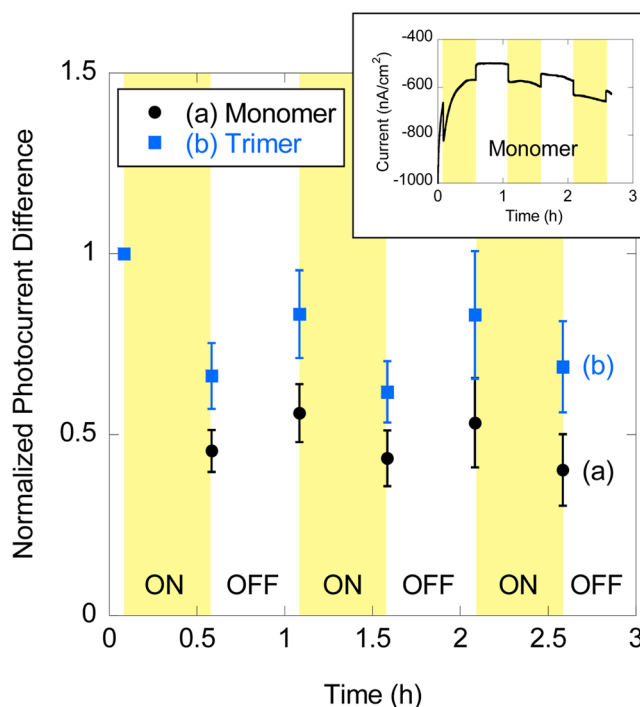 Normalized Photocurrent Difference
1.5
1
0.5
0
(a) Monomer
(b) Trimer
Current (nA/cm²)
-400
-600
-800
-1000
Monomer
0
1
2
3
Time (h)
(b)
(a)
ON
OFF
ON
OFF
ON
OFF
0
0.5
1
1.5
2
2.5
3
Time (h)